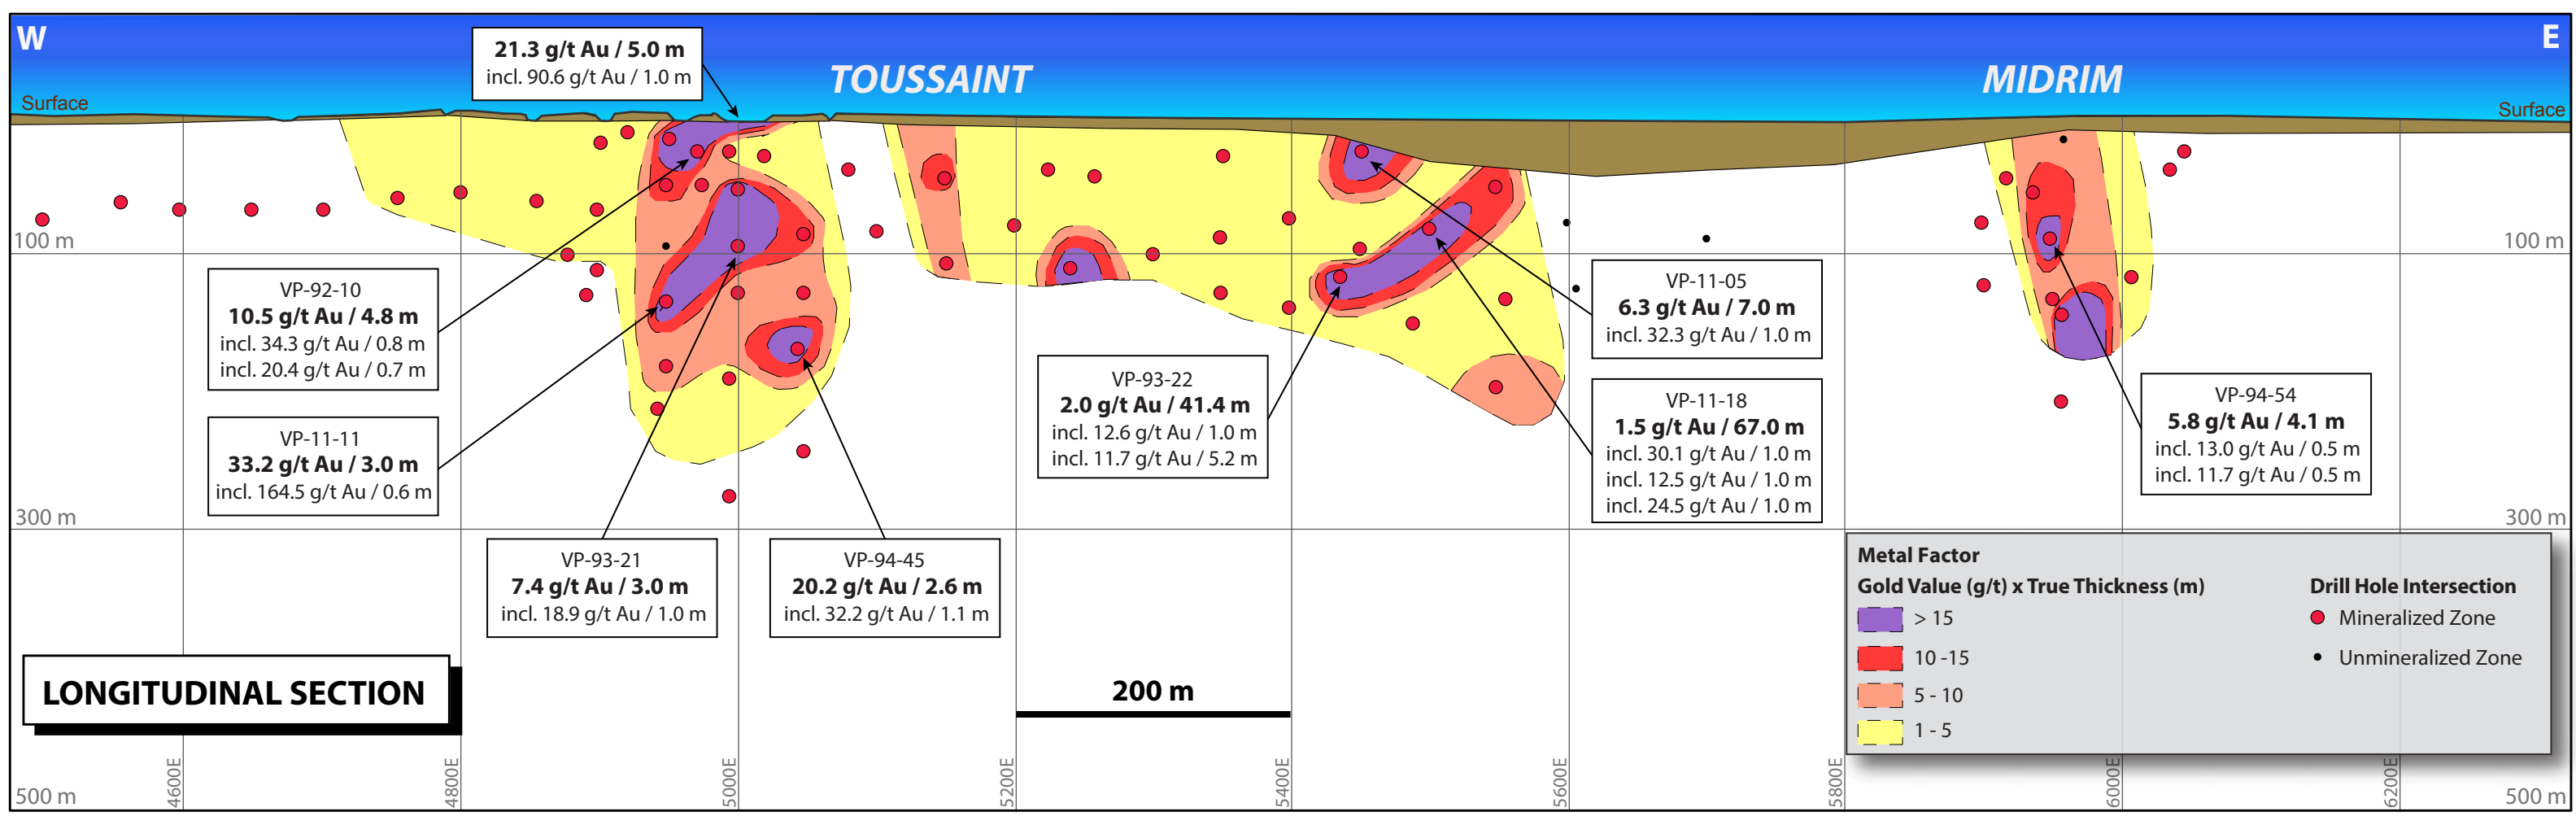 W
E
21.3 g/t Au / 5.0 m
incl. 90.6 g/t Au / 1.0 m
TOUSSAINT
MIDRIM
Surface
Surface
100 m
100 m
VP-92-10
10.5 g/t Au / 4.8 m
incl. 34.3 g/t Au / 0.8 m
incl. 20.4 g/t Au / 0.7 m
VP-11-11
33.2 g/t Au / 3.0 m
incl. 164.5 g/t Au / 0.6 m
VP-93-21
7.4 g/t Au / 3.0 m
incl. 18.9 g/t Au / 1.0 m
VP-94-45
20.2 g/t Au / 2.6 m
incl. 32.2 g/t Au / 1.1 m
VP-93-22
2.0 g/t Au / 41.4 m
incl. 12.6 g/t Au / 1.0 m
incl. 11.7 g/t Au / 5.2 m
VP-11-05
6.3 g/t Au / 7.0 m
incl. 32.3 g/t Au / 1.0 m
VP-11-18
1.5 g/t Au / 67.0 m
incl. 30.1 g/t Au / 1.0 m
incl. 12.5 g/t Au / 1.0 m
incl. 24.5 g/t Au / 1.0 m
VP-94-54
5.8 g/t Au / 4.1 m
incl. 13.0 g/t Au / 0.5 m
incl. 11.7 g/t Au / 0.5 m
300 m
300 m
Metal Factor
Gold Value (g/t) x True Thickness (m)
> 15
10 -15
5 - 10
1 - 5
Drill Hole Intersection
Mineralized Zone
Unmineralized Zone
LONGITUDINAL SECTION
200 m
4600E
4800E
5000E
5200E
5400E
5600E
5800E
6000E
6200E
500 m
500 m